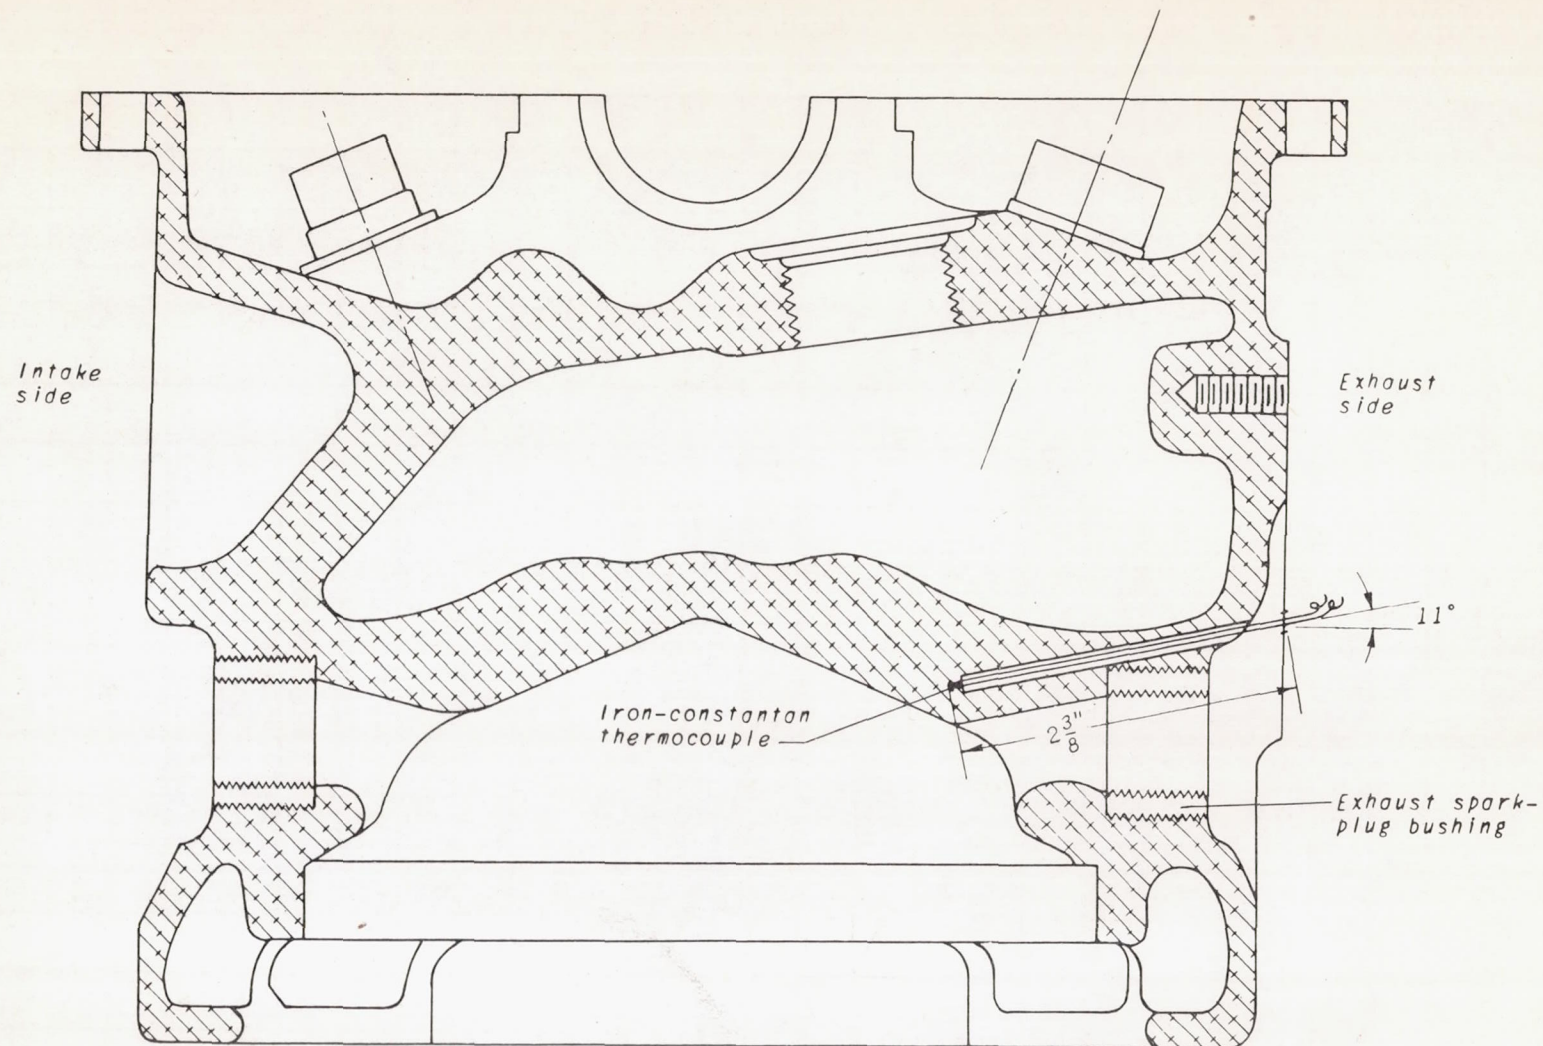 Intake
side
Exhaust
side
11°
Iron-constantan
thermocouple
2 3/8"
Exhaust spark-
plug bushing